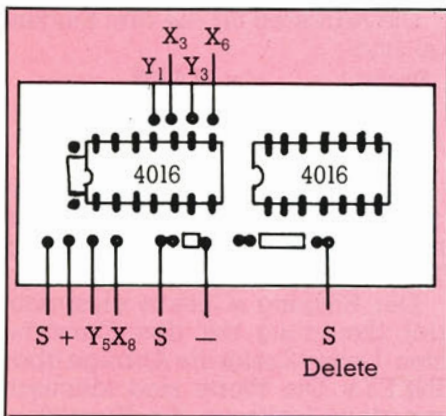 X3 X6
Y1 Y3
4016 4016
S + Y5 X8 S —
Delete
S